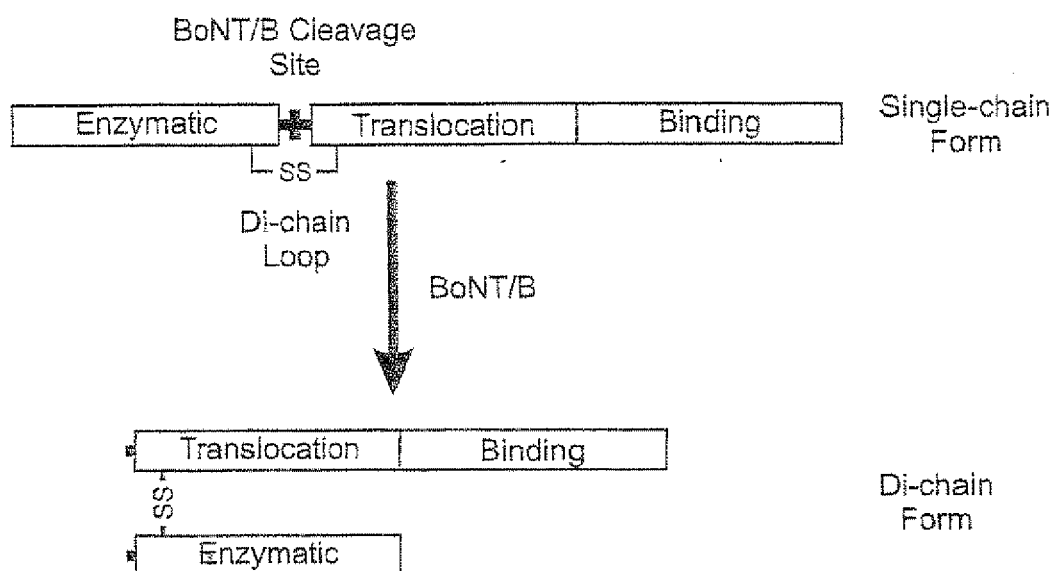 BoNT/B Cleavage
Site
Enzymatic
Translocation
Binding
Single-chain
Form
SS
Di-chain
Loop
BoNT/B
Translocation
Binding
SS
Enzymatic
Di-chain
Form